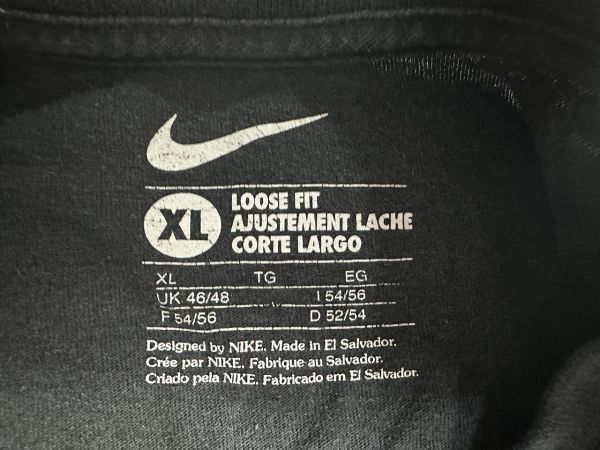 XL
LOOSE FIT
AJUSTEMENT LACHE
CORTE LARGO
XL TG EG
UK 46/48 I 54/56
F 54/56 D 52/54
Designed by NIKE. Made in El Salvador.
Crée par NIKE. Fabrique au Salvador.
Criado pela NIKE. Fabricado em El Salvador.